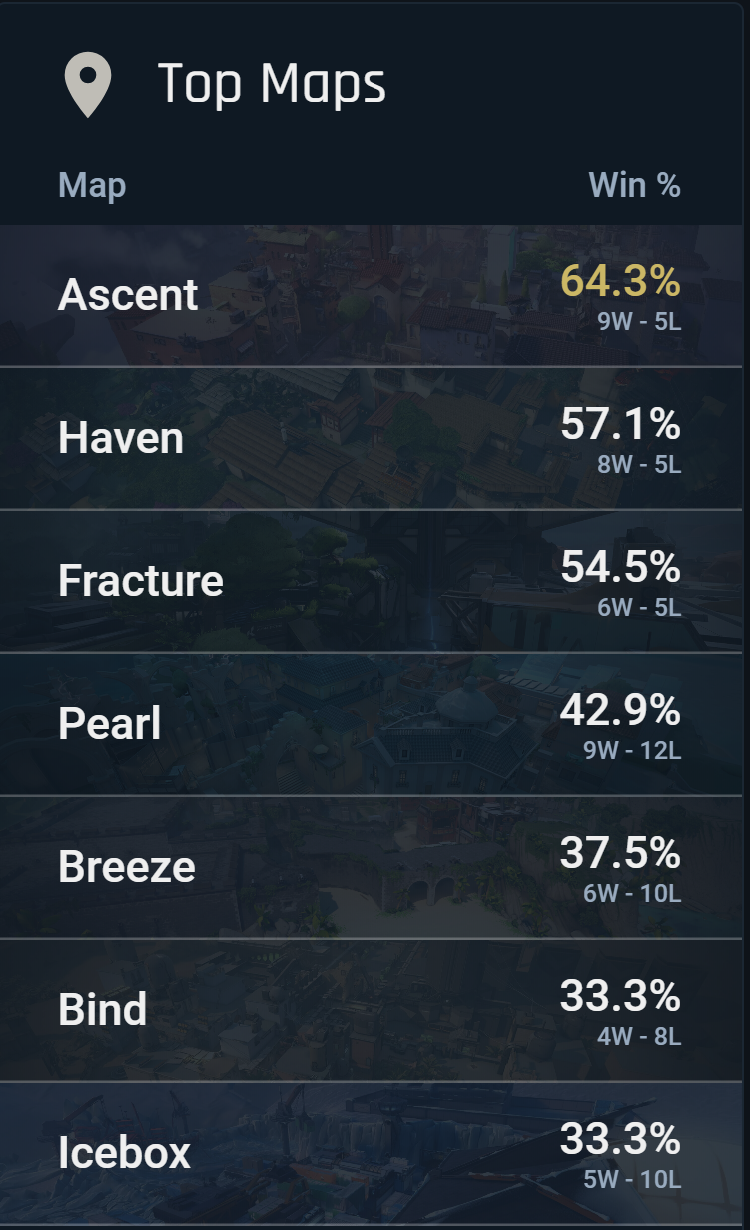 Top Maps
Map Win %
Ascent 64.3%
9W - 5L
Haven 57.1%
8W - 5L
Fracture 54.5%
6W - 5L
Pearl 42.9%
9W - 12L
Breeze 37.5%
6W - 10L
Bind 33.3%
4W - 8L
Icebox 33.3%
5W - 10L